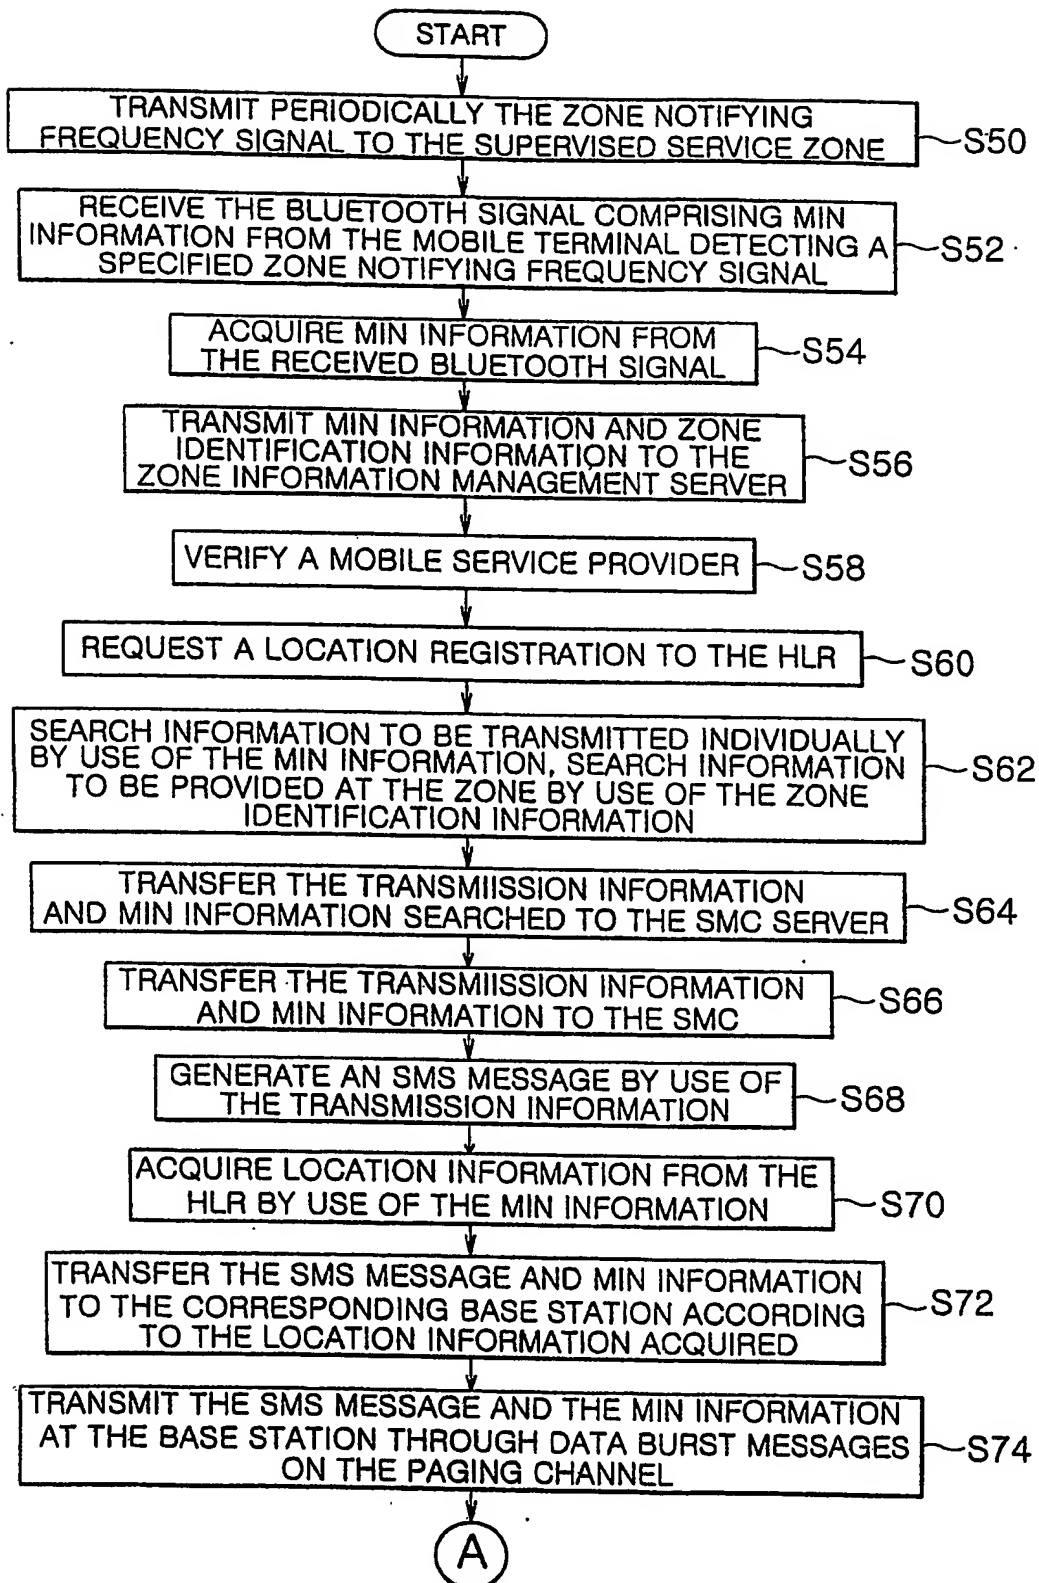 START
TRANSMIT PERIODICALLY THE ZONE NOTIFYING
FREQUENCY SIGNAL TO THE SUPERVISED SERVICE ZONE
S50
RECEIVE THE BLUETOOTH SIGNAL COMPRISING MIN
INFORMATION FROM THE MOBILE TERMINAL DETECTING A
SPECIFIED ZONE NOTIFYING FREQUENCY SIGNAL
S52
ACQUIRE MIN INFORMATION FROM
THE RECEIVED BLUETOOTH SIGNAL
S54
TRANSMIT MIN INFORMATION AND ZONE
IDENTIFICATION INFORMATION TO THE
ZONE INFORMATION MANAGEMENT SERVER
S56
VERIFY A MOBILE SERVICE PROVIDER
S58
REQUEST A LOCATION REGISTRATION TO THE HLR
S60
SEARCH INFORMATION TO BE TRANSMITTED INDIVIDUALLY
BY USE OF THE MIN INFORMATION, SEARCH INFORMATION
TO BE PROVIDED AT THE ZONE BY USE OF THE ZONE
IDENTIFICATION INFORMATION
S62
TRANSFER THE TRANSMIISSION INFORMATION
AND MIN INFORMATION SEARCHED TO THE SMC SERVER
S64
TRANSFER THE TRANSMIISSION INFORMATION
AND MIN INFORMATION TO THE SMC
S66
GENERATE AN SMS MESSAGE BY USE OF
THE TRANSMISSION INFORMATION
S68
ACQUIRE LOCATION INFORMATION FROM THE
HLR BY USE OF THE MIN INFORMATION
S70
TRANSFER THE SMS MESSAGE AND MIN INFORMATION
TO THE CORRESPONDING BASE STATION ACCORDING
TO THE LOCATION INFORMATION ACQUIRED
S72
TRANSMIT THE SMS MESSAGE AND THE MIN INFORMATION
AT THE BASE STATION THROUGH DATA BURST MESSAGES
ON THE PAGING CHANNEL
S74
A